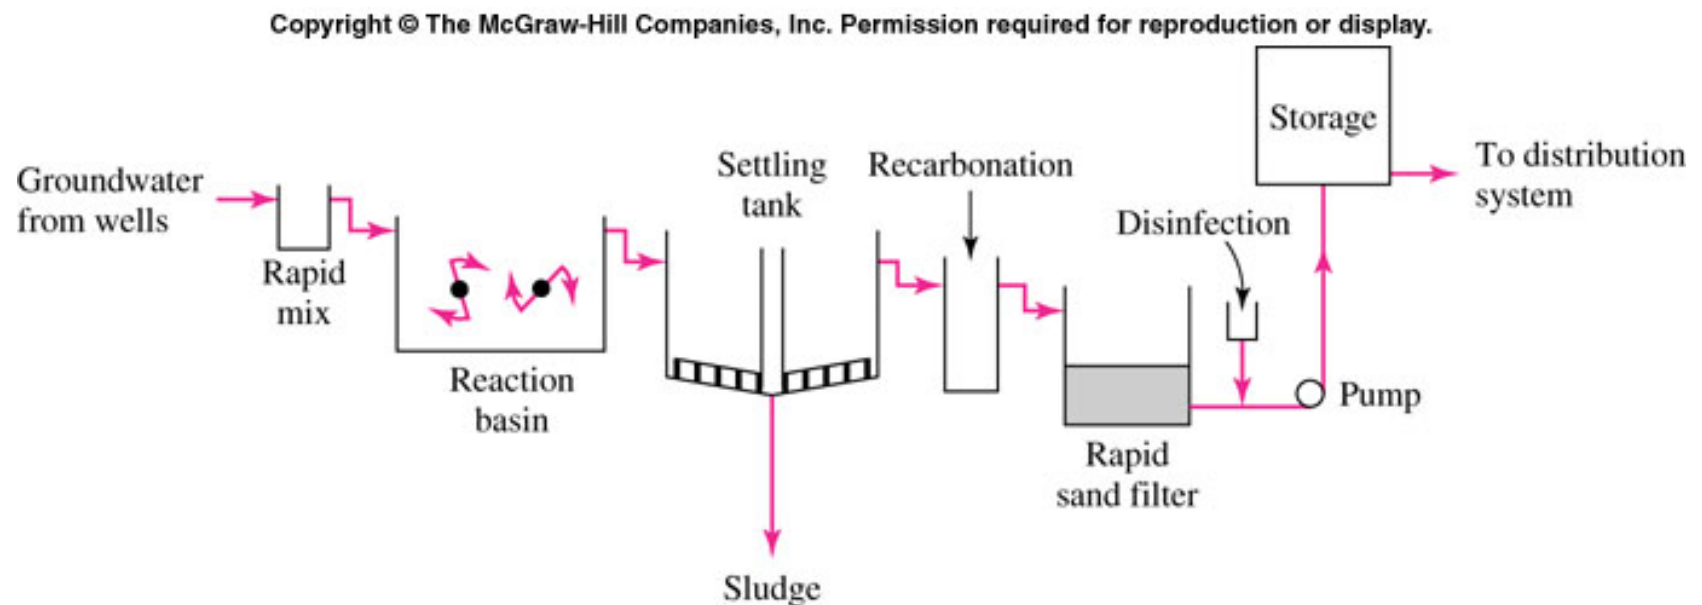 Copyright © The McGraw-Hill Companies, Inc. Permission required for reproduction or display.
Groundwater
from wells
Rapid
mix
Reaction
basin
Settling
tank
Sludge
Recarbonation
Rapid
sand filter
Disinfection
Pump
Storage
To distribution
system